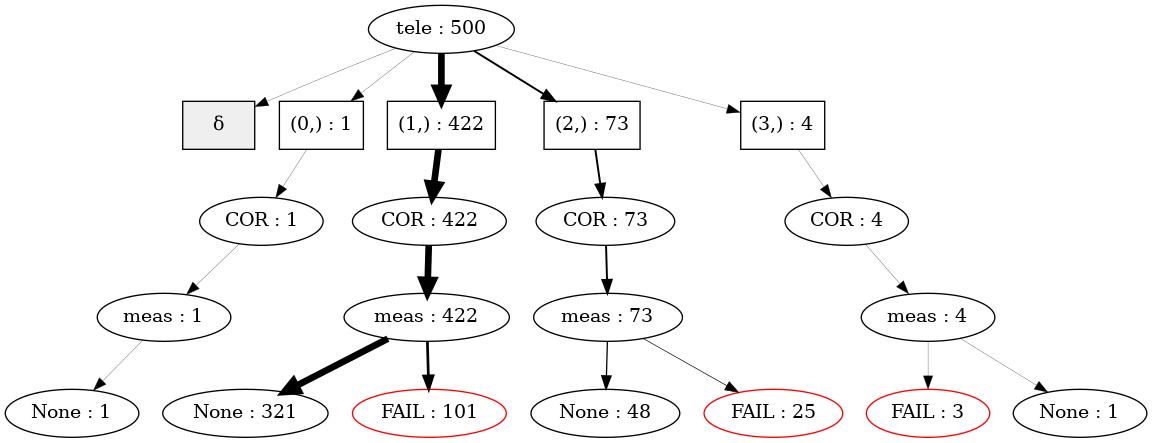 tele : 500
δ
(0,) : 1
(1,) : 422
(2,) : 73
(3,) : 4
COR : 1
COR : 422
COR : 73
COR : 4
meas : 1
meas : 422
meas : 73
meas : 4
None : 1
None : 321
FAIL : 101
None : 48
FAIL : 25
FAIL : 3
None : 1